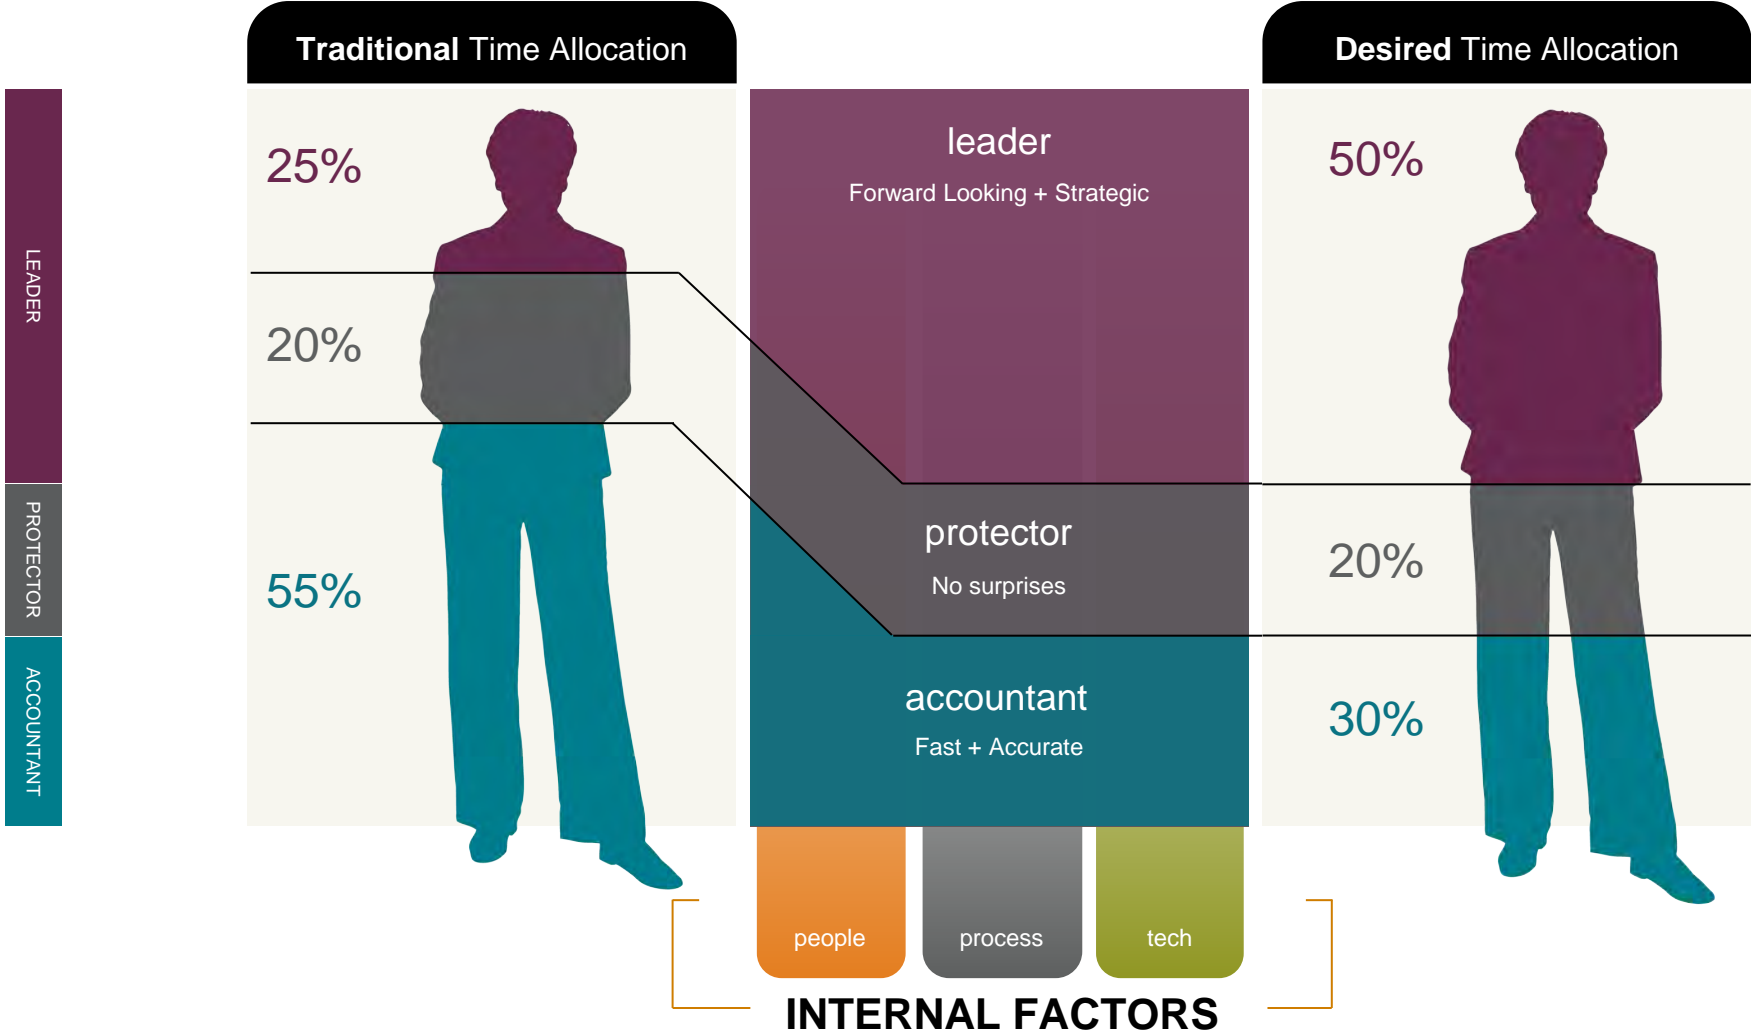 Traditional Time Allocation
Desired Time Allocation
LEADER
PROTECTOR
ACCOUNTANT
25%
20%
55%
leader
Forward Looking + Strategic
protector
No surprises
accountant
Fast + Accurate
50%
20%
30%
people
process
tech
INTERNAL FACTORS